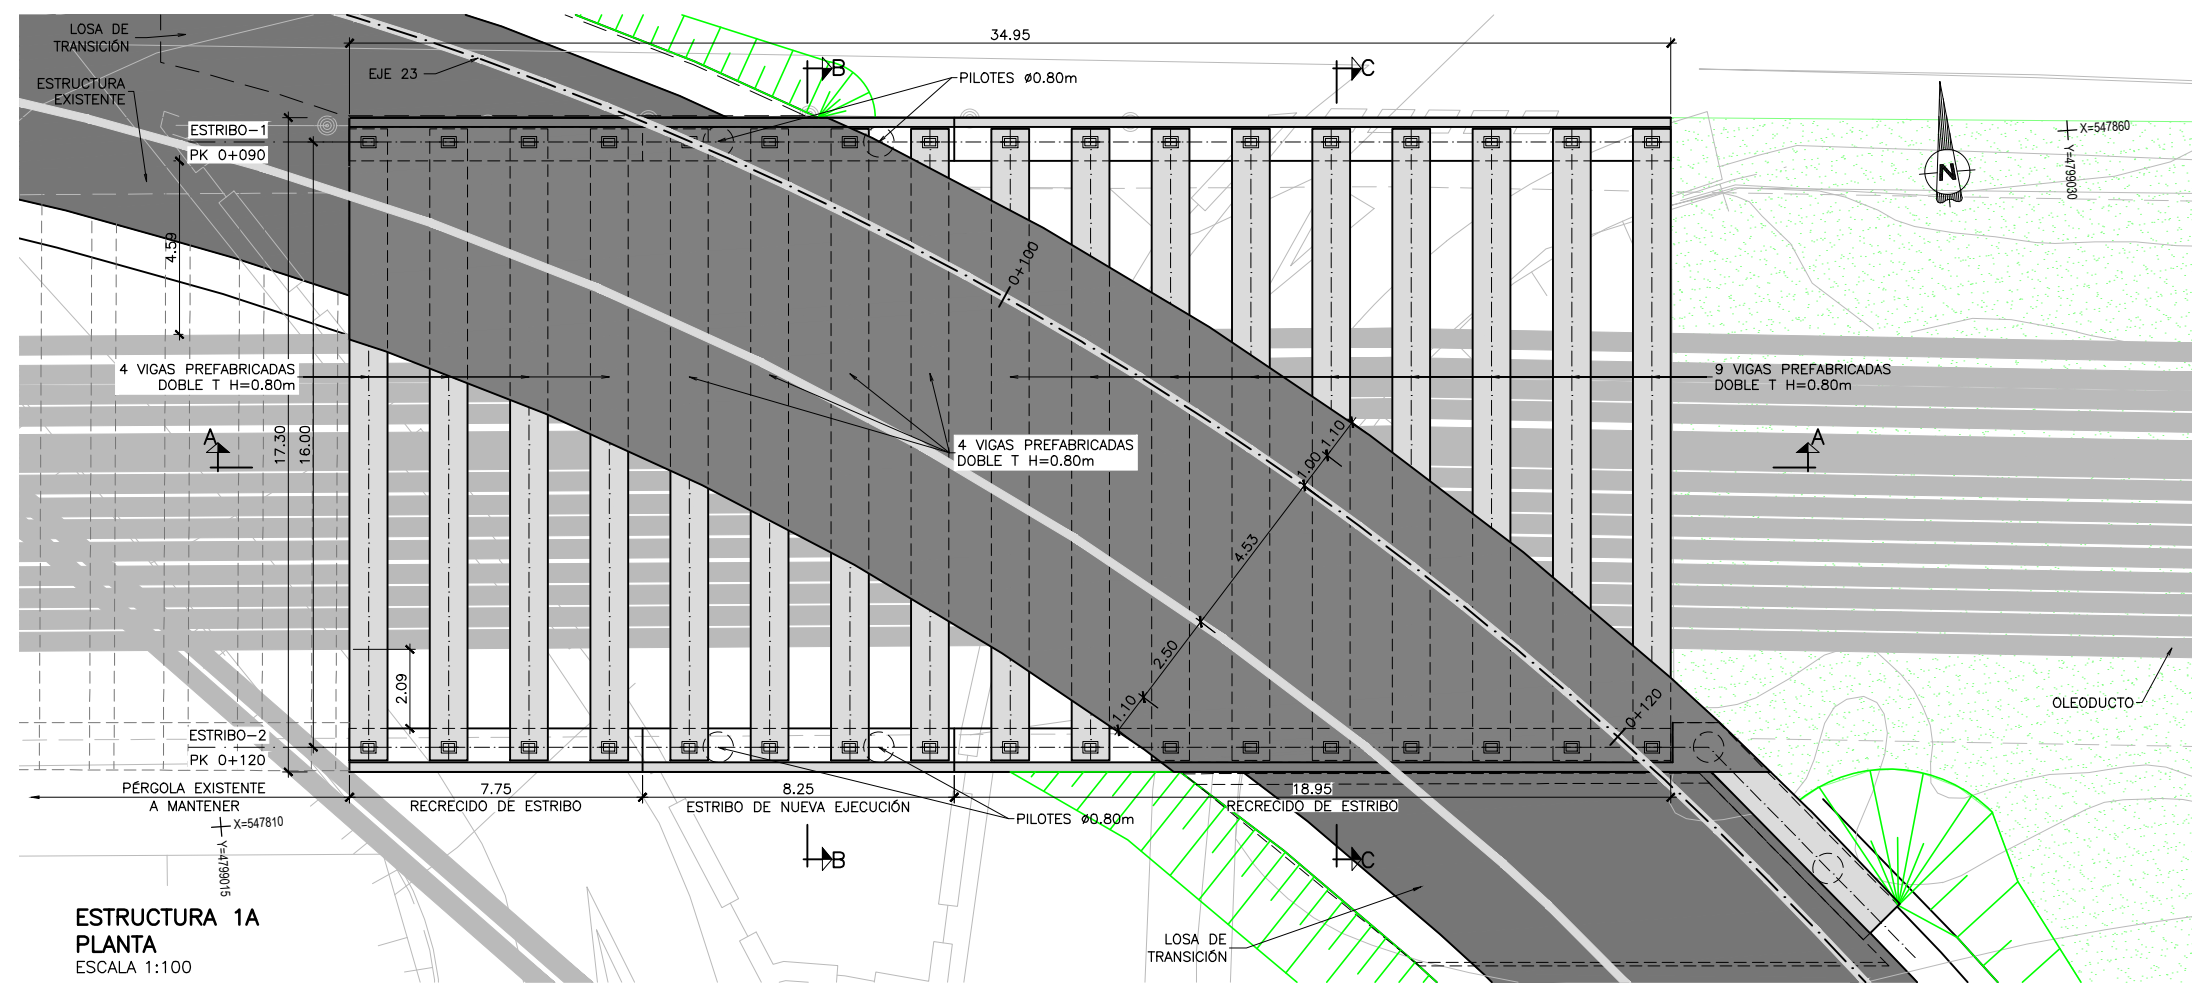 LOSA DE
TRANSICIÓN
34.95
EJE 23
B
C
PILOTES ø0.80m
ESTRUCTURA
EXISTENTE
ESTRIBO-1
PK 0+090
X=547860
Y=4799030
N
4.59
0+100
4 VIGAS PREFABRICADAS
DOBLE T H=0.80m
9 VIGAS PREFABRICADAS
DOBLE T H=0.80m
4 VIGAS PREFABRICADAS
DOBLE T H=0.80m
A
A
17.30
16.00
1.10
1.00
4.53
2.50
1.10
2.09
0+120
OLEODUCTO
ESTRIBO-2
PK 0+120
PÉRGOLA EXISTENTE
A MANTENER
7.75
RECRECIDO DE ESTRIBO
8.25
ESTRIBO DE NUEVA EJECUCIÓN
18.95
RECRECIDO DE ESTRIBO
X=547810
Y=4799015
PILOTES ø0.80m
B
C
ESTRUCTURA 1A
PLANTA
ESCALA 1:100
LOSA DE
TRANSICIÓN